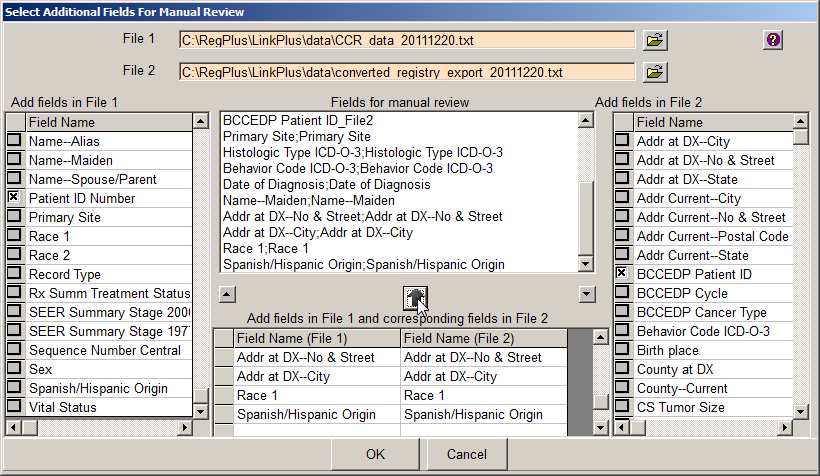 Select Additional Fields For Manual Review
File 1
C:\RegPlus\LinkPlus\data\CCR_data_20111220.txt
?
File 2
C:\RegPlus\LinkPlus\data\converted_registry_export_20111220.txt
Add fields in File 1
Field Name
Name--Alias
Name--Maiden
Name--Spouse/Parent
Patient ID Number
Primary Site
Race 1
Race 2
Record Type
Rx Summ Treatment Status
SEER Summary Stage 200
SEER Summary Stage 197
Sequence Number Central
Sex
Spanish/Hispanic Origin
Vital Status
Fields for manual review
BCCEDP Patient ID_File2
Primary Site;Primary Site
Histologic Type ICD-O-3;Histologic Type ICD-O-3
Behavior Code ICD-O-3;Behavior Code ICD-O-3
Date of Diagnosis;Date of Diagnosis
Name--Maiden;Name--Maiden
Addr at DX--No & Street;Addr at DX--No & Street
Addr at DX--City;Addr at DX--City
Race 1;Race 1
Spanish/Hispanic Origin;Spanish/Hispanic Origin
Add fields in File 1 and corresponding fields in File 2
Field Name (File 1) Field Name (File 2)
Addr at DX--No & Street Addr at DX--No & Street
Addr at DX--City Addr at DX--City
Race 1 Race 1
Spanish/Hispanic Origin Spanish/Hispanic Origin
Add fields in File 2
Field Name
Addr at DX--City
Addr at DX--No & Street
Addr at DX--State
Addr Current--City
Addr Current--No & Street
Addr Current--Postal Code
Addr Current--State
BCCEDP Patient ID
BCCEDP Cycle
BCCEDP Cancer Type
Behavior Code ICD-O-3
Birth place
County at DX
County--Current
CS Tumor Size
OK
Cancel